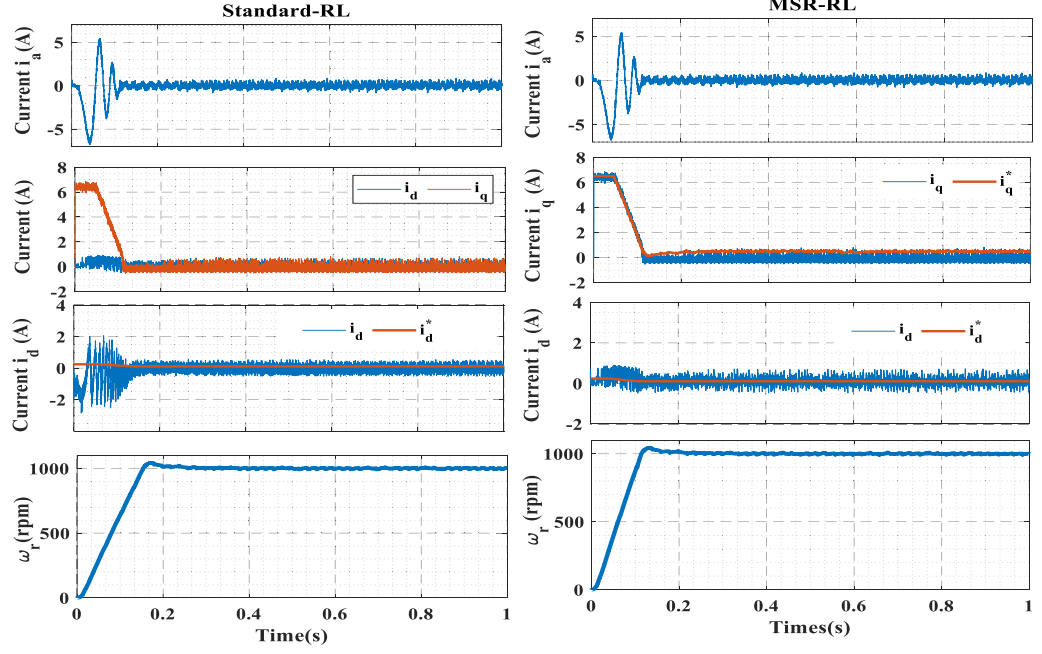 Standard-RL
Current i_a (A)
5
0
-5
Current (A)
8
6
4
2
0
-2
i_d i_q
Current i_d (A)
4
2
0
-2
i_d i_d^*
ω_r(rpm)
1000
500
0
0 0.2 0.4 0.6 0.8 1
Time(s)
MSR-RL
Current i_a (A)
5
0
-5
Current i_q (A)
8
6
4
2
0
-2
i_q i_q^*
Current i_d (A)
4
2
0
-2
i_d i_d^*
ω_r(rpm)
1000
500
0
0 0.2 0.4 0.6 0.8 1
Times(s)